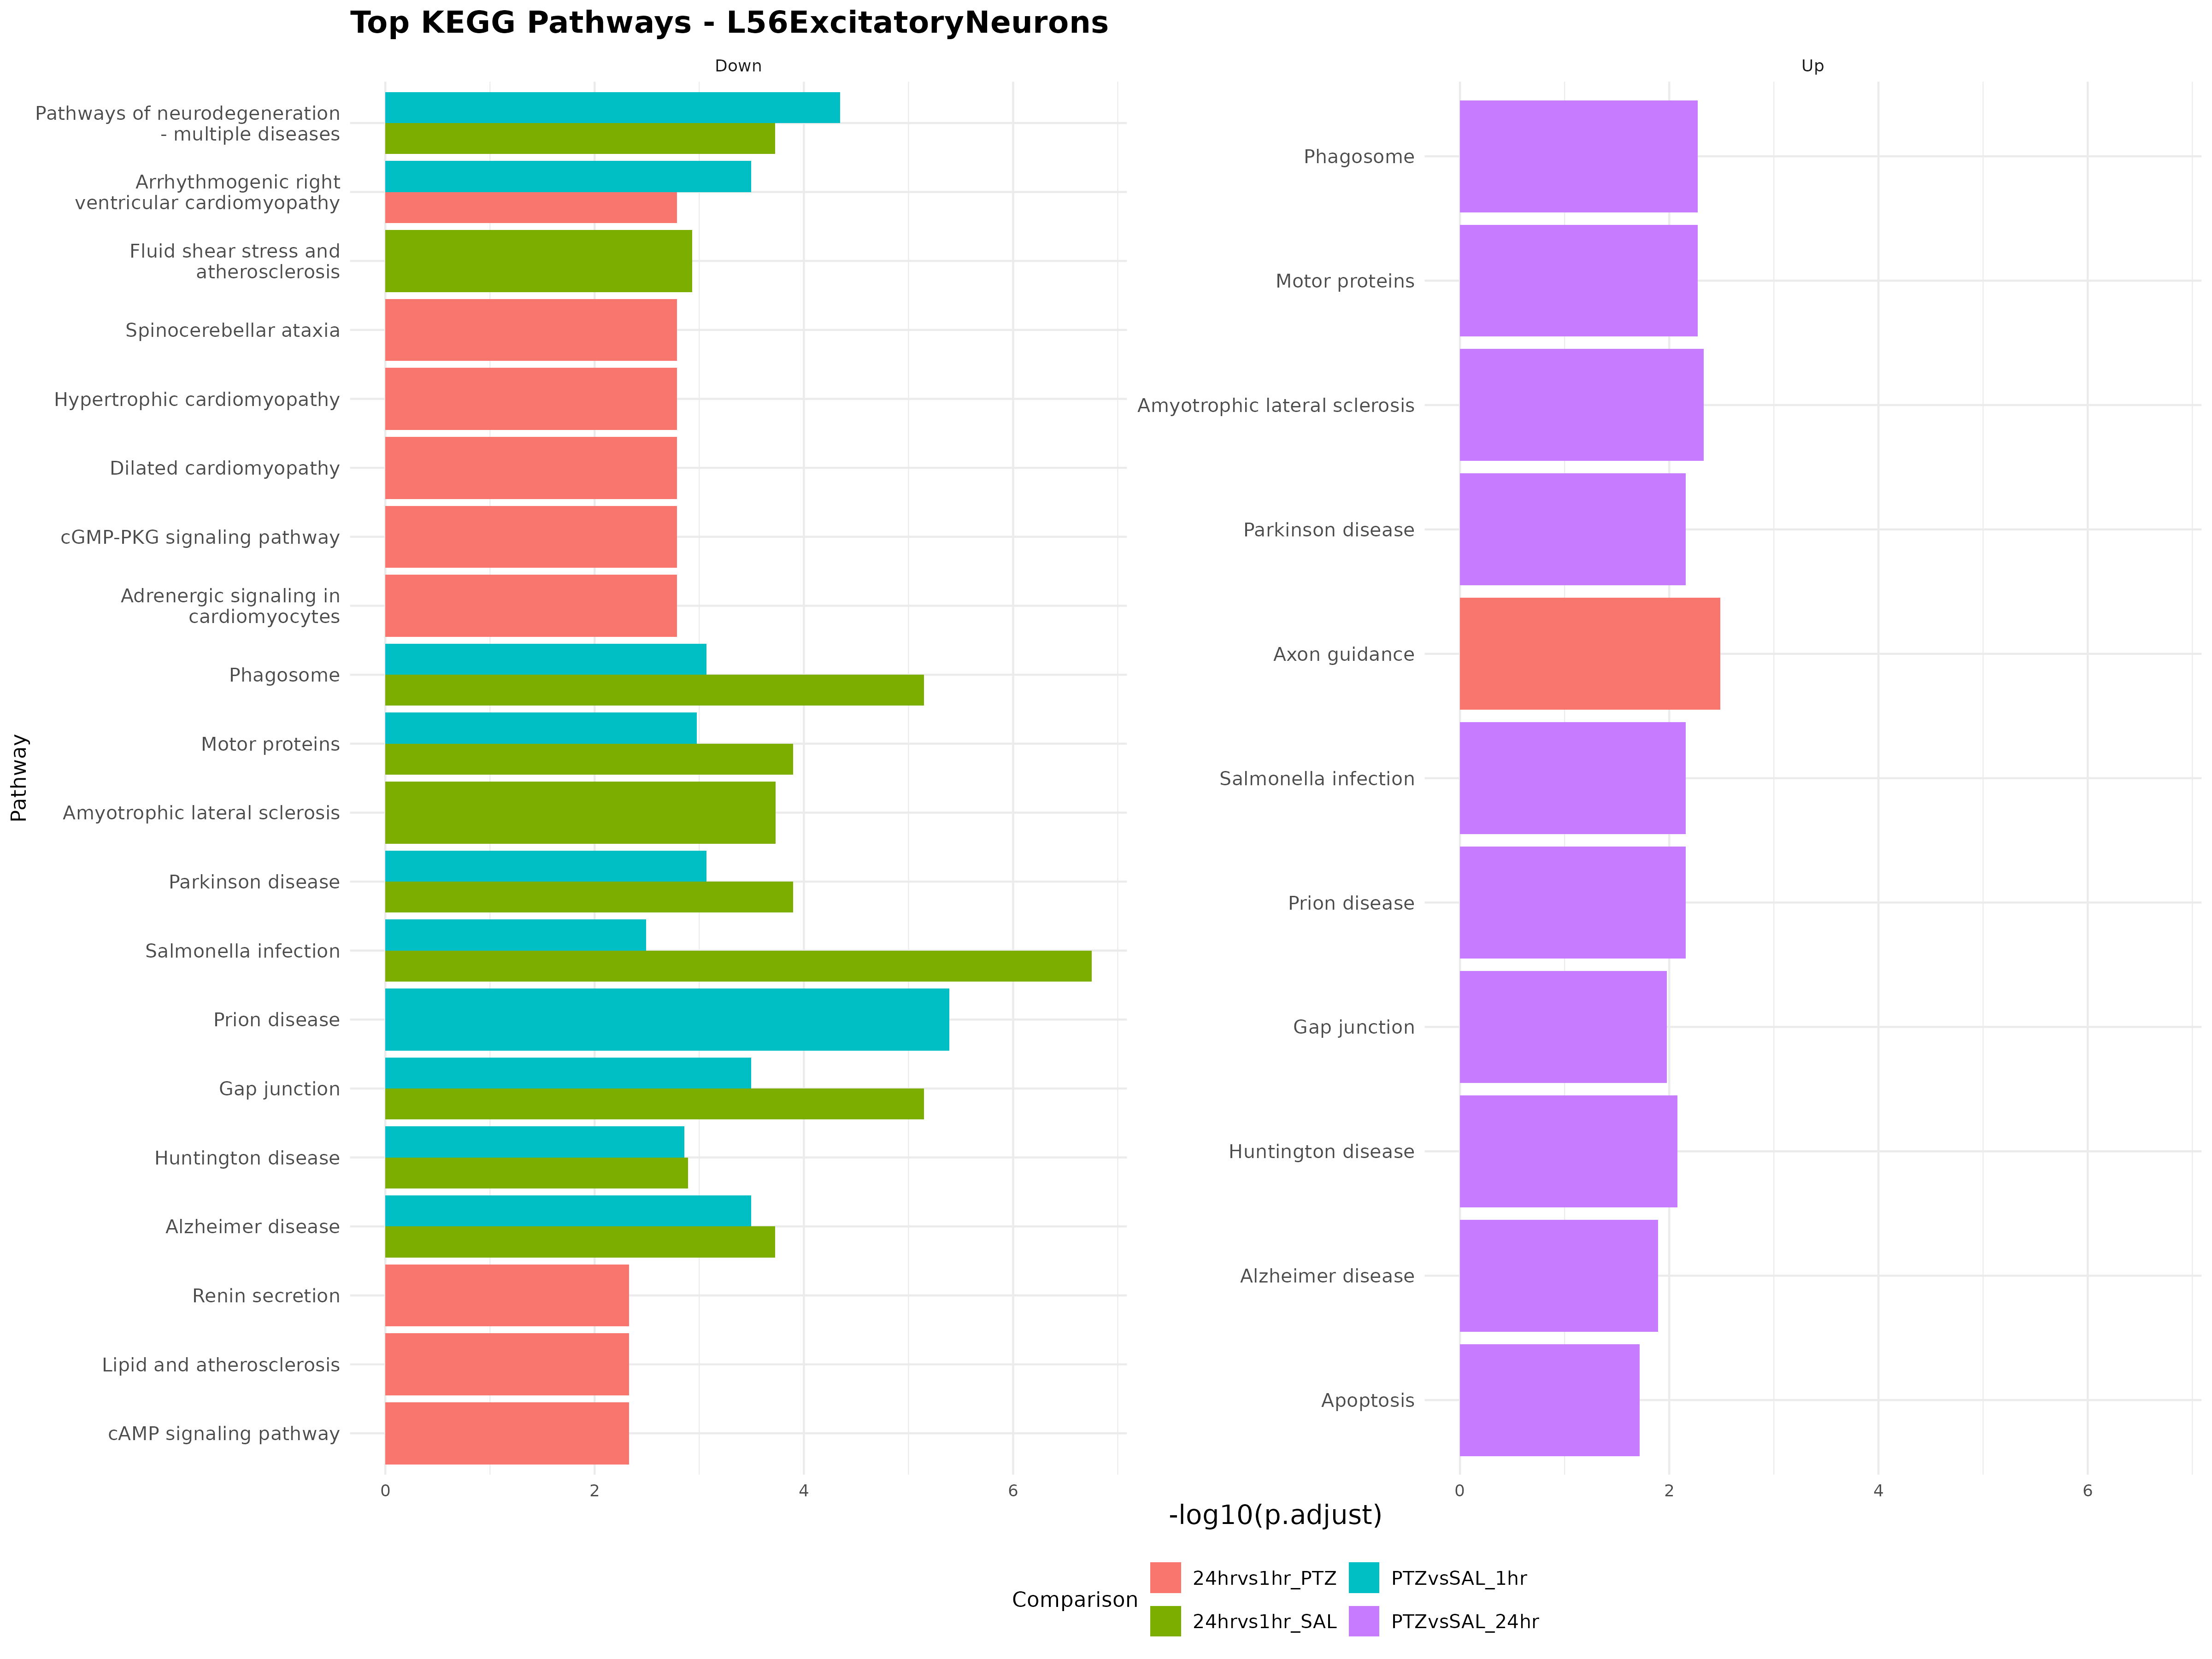 Top KEGG Pathways - L56ExcitatoryNeurons
Down
Pathways of neurodegeneration
- multiple diseases
Arrhythmogenic right
ventricular cardiomyopathy
Fluid shear stress and
atherosclerosis
Spinocerebellar ataxia
Hypertrophic cardiomyopathy
Dilated cardiomyopathy
cGMP-PKG signaling pathway
Adrenergic signaling in
cardiomyocytes
Phagosome
Motor proteins
Amyotrophic lateral sclerosis
Parkinson disease
Salmonella infection
Prion disease
Gap junction
Huntington disease
Alzheimer disease
Renin secretion
Lipid and atherosclerosis
cAMP signaling pathway
0 2 4 6
Up
Phagosome
Motor proteins
Amyotrophic lateral sclerosis
Parkinson disease
Axon guidance
Salmonella infection
Prion disease
Gap junction
Huntington disease
Alzheimer disease
Apoptosis
0 2 4 6
Pathway
-log10(p.adjust)
Comparison
24hrvs1hr_PTZ
24hrvs1hr_SAL
PTZvsSAL_1hr
PTZvsSAL_24hr